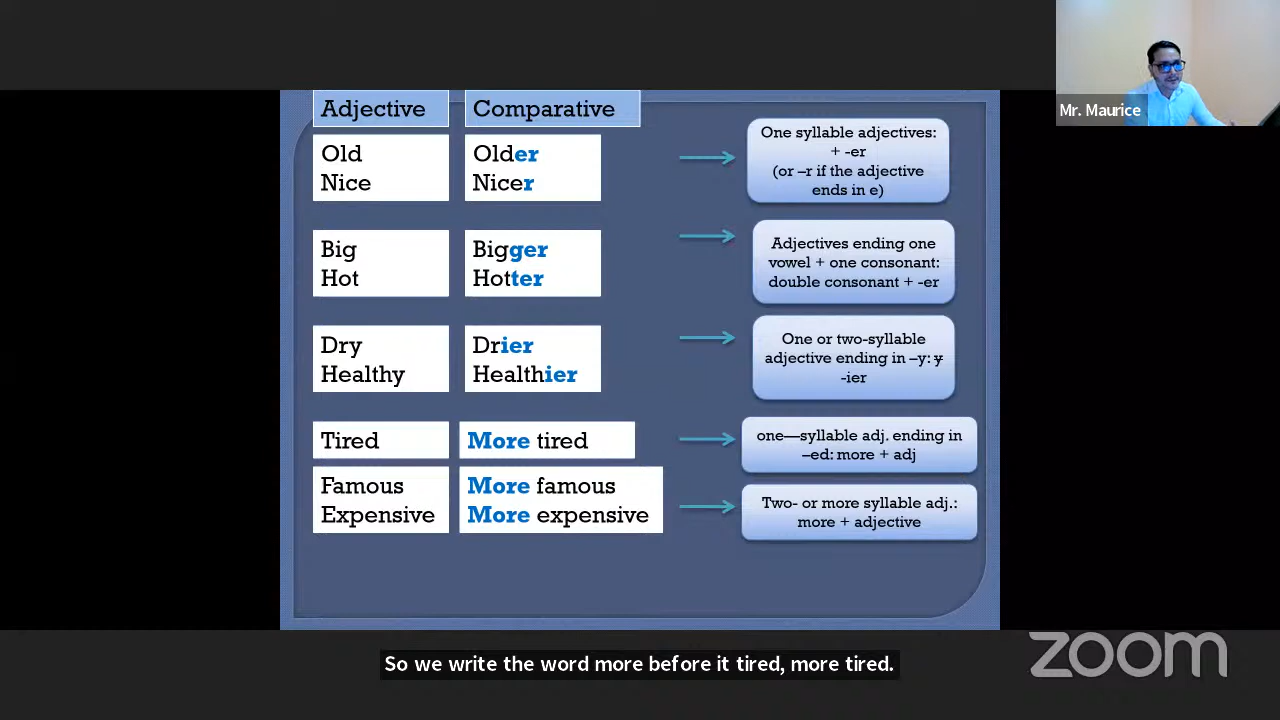 Mr. Maurice
Adjective
Comparative
Old
Nice
Older
Nicer
One syllable adjectives:
+ -er
(or –r if the adjective
ends in e)
Big
Hot
Bigger
Hotter
Adjectives ending one
vowel + one consonant:
double consonant + -er
Dry
Healthy
Drier
Healthier
One or two-syllable
adjective ending in –y: y
-ier
Tired
More tired
one—syllable adj. ending in
–ed: more + adj
Famous
Expensive
More famous
More expensive
Two- or more syllable adj.:
more + adjective
So we write the word more before it tired, more tired.
zoom